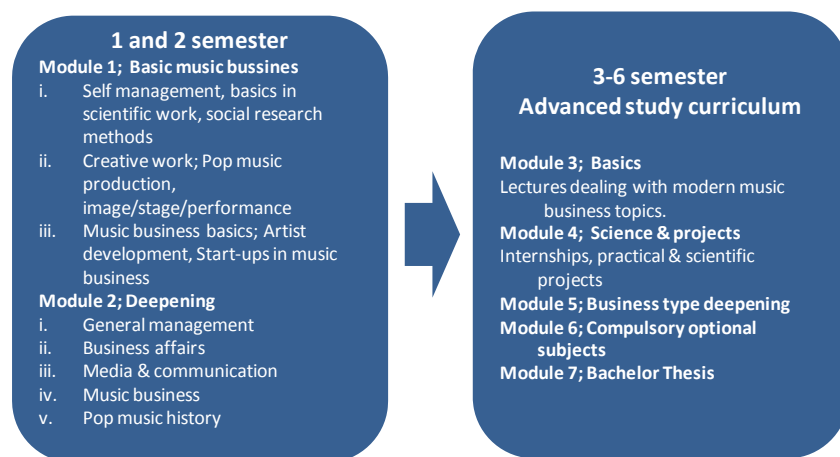 1 and 2 semester
Module 1; Basic music bussines
i. Self management, basics in
scientific work, social research
methods
ii. Creative work; Pop music
production,
image/stage/performance
iii. Music business basics; Artist
development, Start-ups in music
business
Module 2; Deepening
i. General management
ii. Business affairs
iii. Media & communication
iv. Music business
v. Pop music history
3-6 semester
Advanced study curriculum
Module 3; Basics
Lectures dealing with modern music
business topics.
Module 4; Science & projects
Internships, practical & scientific
projects
Module 5; Business type deepening
Module 6; Compulsory optional
subjects
Module 7; Bachelor Thesis